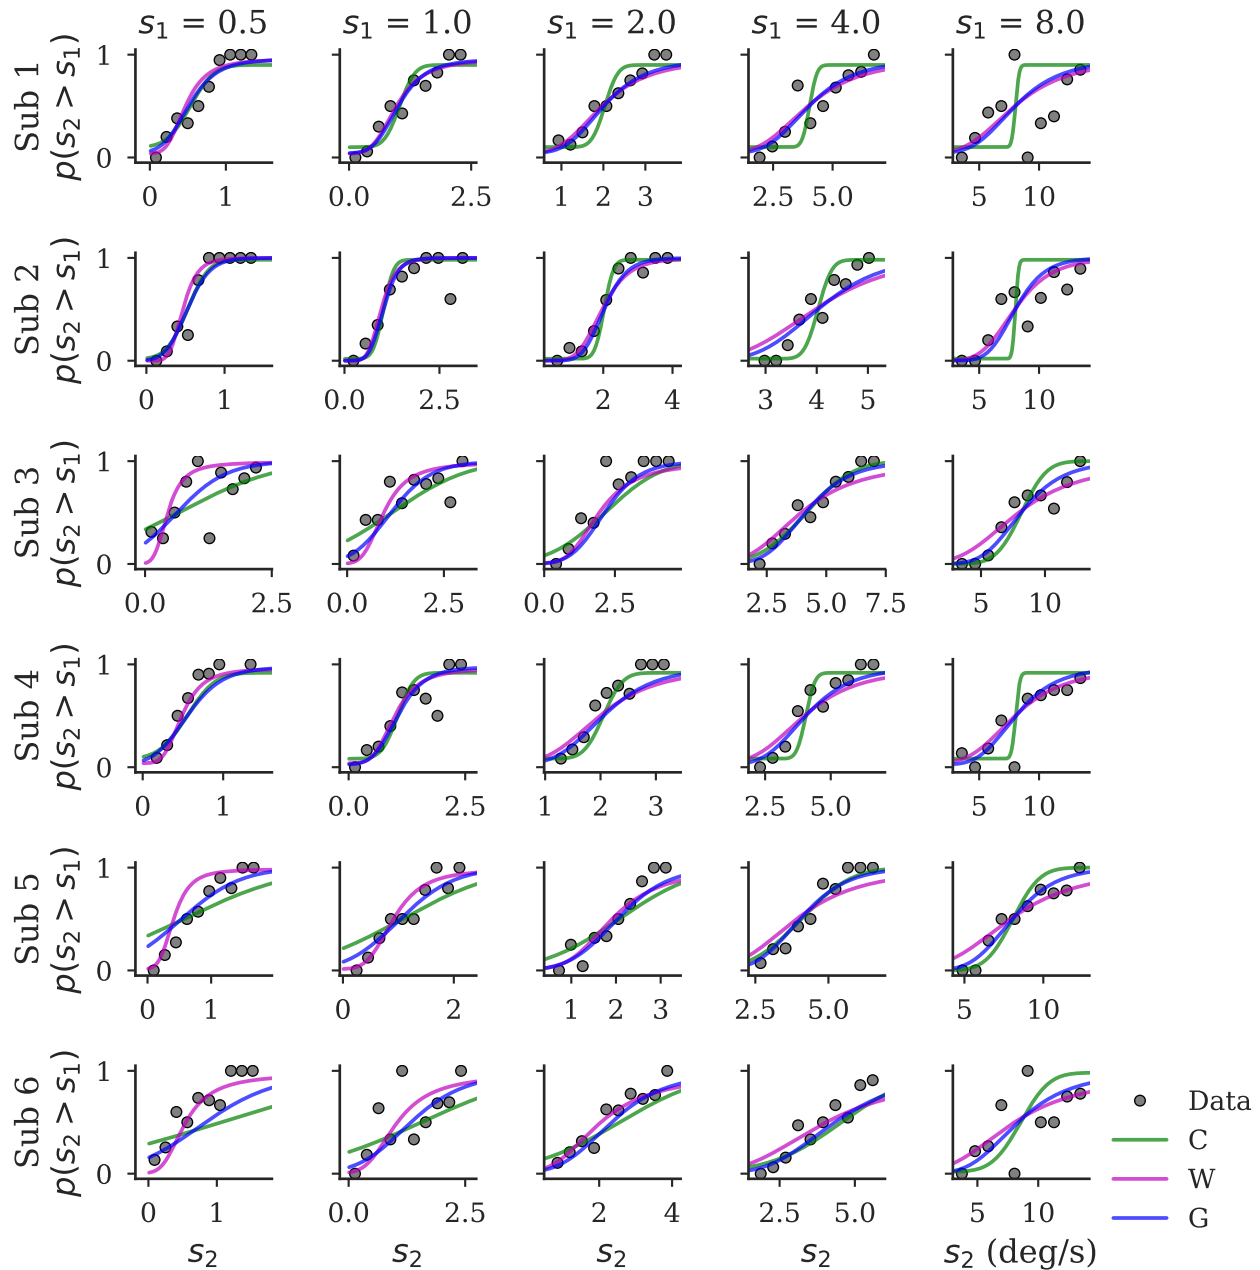 s₁ = 0.5 s₁ = 1.0 s₁ = 2.0 s₁ = 4.0 s₁ = 8.0
Sub 1
p(s₂ > s₁)
1
0
0 1 0.0 2.5 1 2 3 2.5 5.0 5 10
Sub 2
p(s₂ > s₁)
1
0
0 1 0.0 2.5 2 4 3 4 5 5 10
Sub 3
p(s₂ > s₁)
1
0
0.0 2.5 0.0 2.5 0.0 2.5 2.5 5.0 7.5 5 10
Sub 4
p(s₂ > s₁)
1
0
0 1 0.0 2.5 1 2 3 2.5 5.0 5 10
Sub 5
p(s₂ > s₁)
1
0
0 1 0 2 1 2 3 2.5 5.0 5 10
Sub 6
p(s₂ > s₁)
1
0
0 1 0.0 2.5 2 4 2.5 5.0 5 10
s₂ s₂ s₂ s₂ s₂ (deg/s)
Data
C
W
G